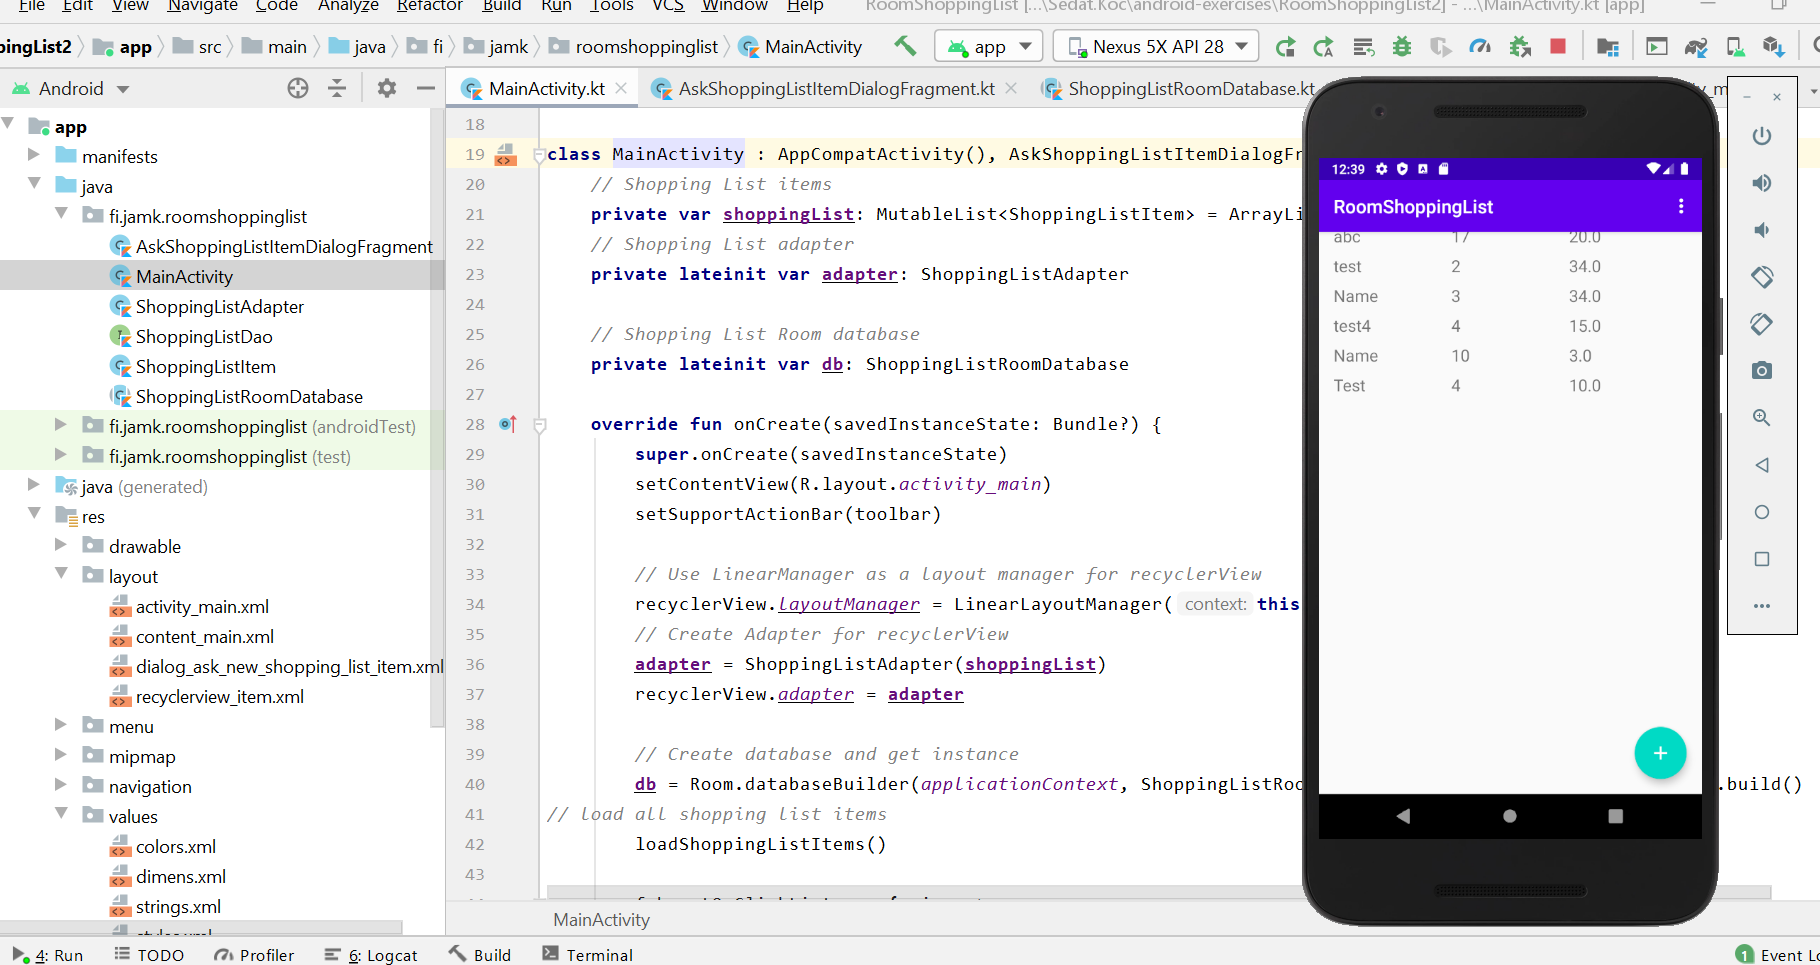 File Edit View Navigate Code Analyze Refactor Build Run Tools VCS Window Help RoomShoppingList [...\Sedat.Koc\android-exercises\RoomShoppingList2] - ...\MainActivity.kt [app]
pingList2 app src main java fi jamk roomshoppinglist MainActivity app Nexus 5X API 28
Android
MainActivity.kt AskShoppingListItemDialogFragment.kt ShoppingListRoomDatabase.kt
app
manifests
java
fi.jamk.roomshoppinglist
AskShoppingListItemDialogFragment
MainActivity
ShoppingListAdapter
ShoppingListDao
ShoppingListItem
ShoppingListRoomDatabase
fi.jamk.roomshoppinglist (androidTest)
fi.jamk.roomshoppinglist (test)
java (generated)
res
drawable
layout
activity_main.xml
content_main.xml
dialog_ask_new_shopping_list_item.xml
recyclerview_item.xml
menu
mipmap
navigation
values
colors.xml
dimens.xml
strings.xml
styles.xml
18
19 class MainActivity : AppCompatActivity(), AskShoppingListItemDialogFr
20 // Shopping List items
21 private var shoppingList: MutableList<ShoppingListItem> = ArrayLi
22 // Shopping List adapter
23 private lateinit var adapter: ShoppingListAdapter
24
25 // Shopping List Room database
26 private lateinit var db: ShoppingListRoomDatabase
27
28 override fun onCreate(savedInstanceState: Bundle?) {
29 super.onCreate(savedInstanceState)
30 setContentView(R.layout.activity_main)
31 setSupportActionBar(toolbar)
32
33 // Use LinearManager as a layout manager for recyclerView
34 recyclerView.layoutManager = LinearLayoutManager( context: this
35 // Create Adapter for recyclerView
36 adapter = ShoppingListAdapter(shoppingList)
37 recyclerView.adapter = adapter
38
39 // Create database and get instance
40 db = Room.databaseBuilder(applicationContext, ShoppingListRoo .build()
41 // load all shopping list items
42 loadShoppingListItems()
43
MainActivity
12:39
RoomShoppingList
abc 17 20.0
test 2 34.0
Name 3 34.0
test4 4 15.0
Name 10 3.0
Test 4 10.0
+
4: Run TODO Profiler 6: Logcat Build Terminal 1 Event Lo